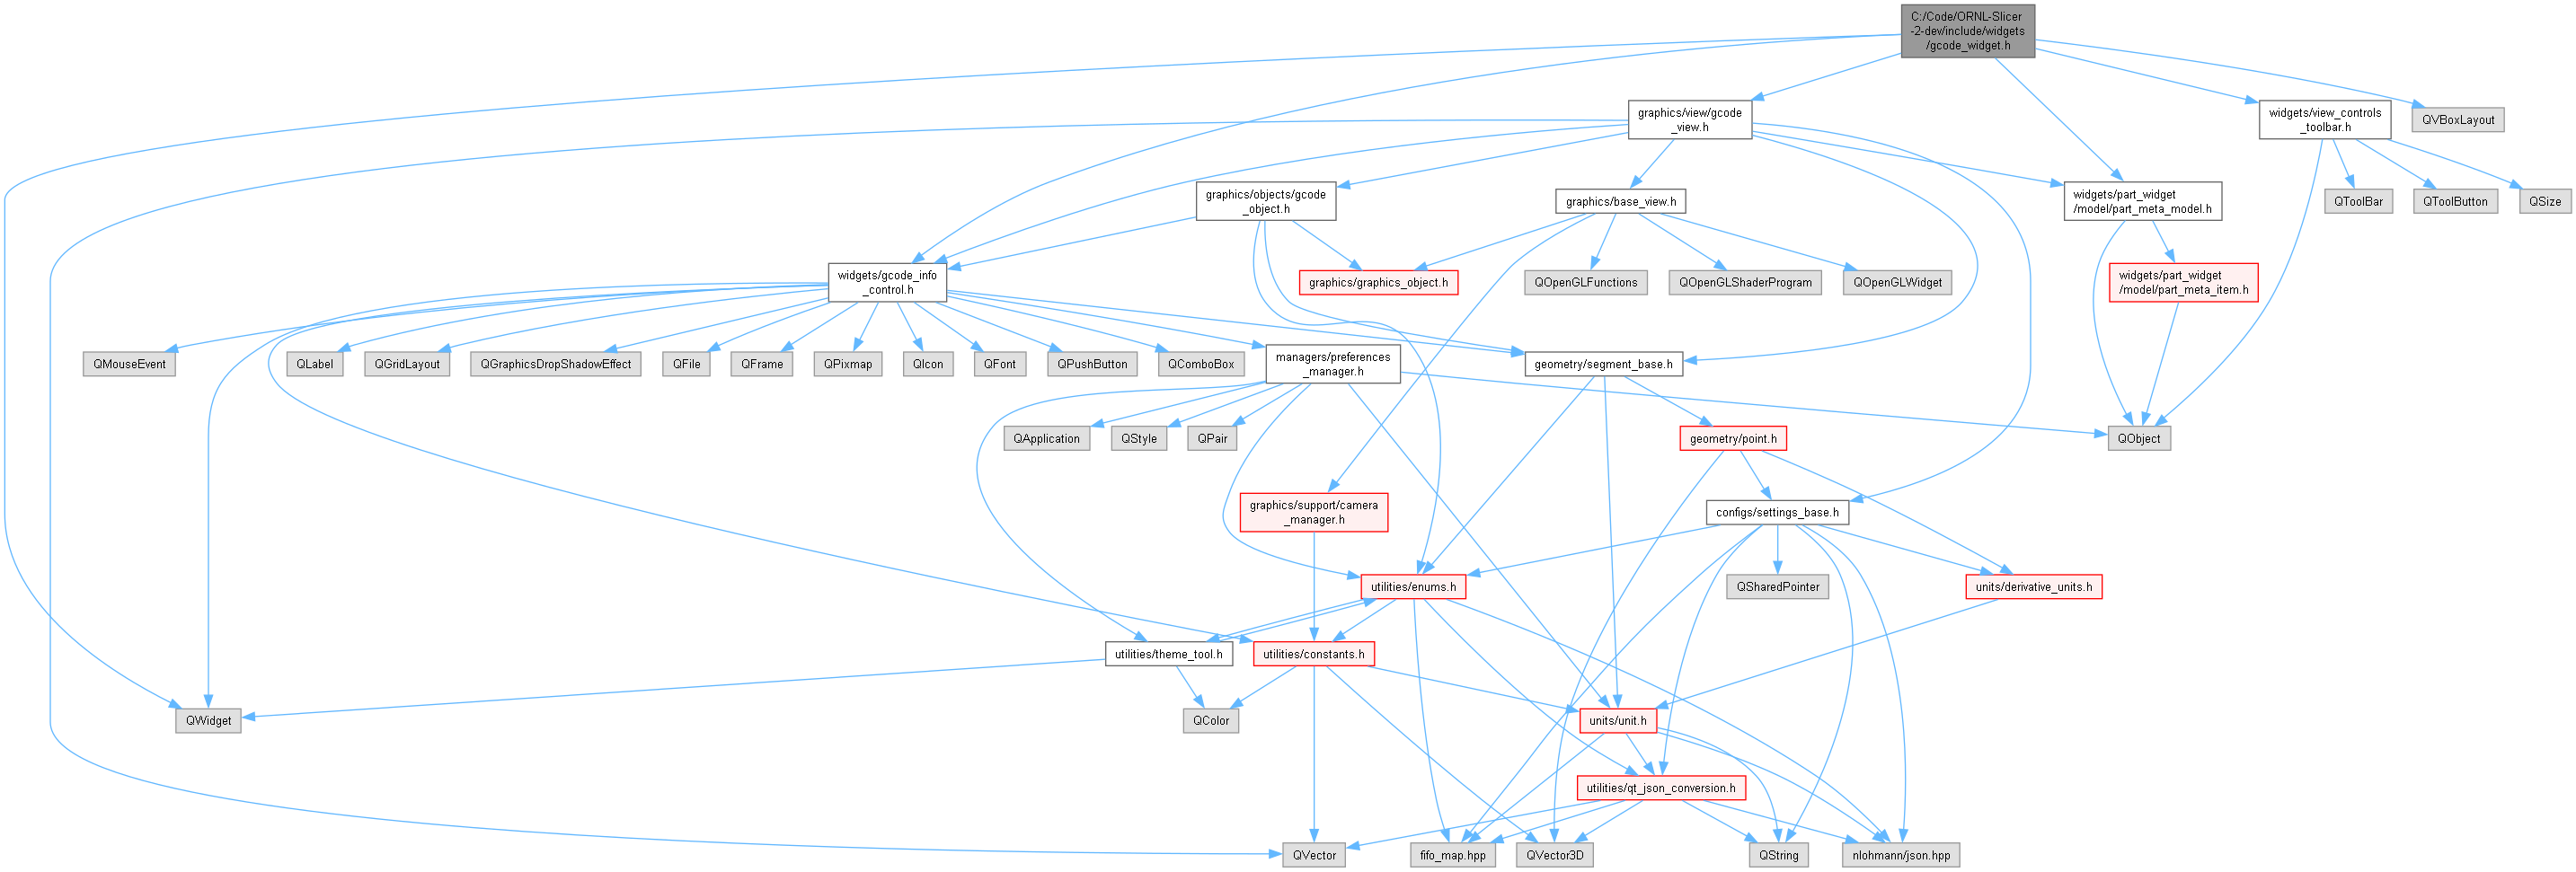 C:/Code/ORNL-Slicer
-2-dev/include/widgets
/gcode_widget.h
graphics/view/gcode
_view.h
widgets/view_controls
_toolbar.h
QVBoxLayout
graphics/objects/gcode
_object.h
graphics/base_view.h
widgets/part_widget
/model/part_meta_model.h
QToolBar
QToolButton
QSize
widgets/gcode_info
_control.h
graphics/graphics_object.h
QOpenGLFunctions
QOpenGLShaderProgram
QOpenGLWidget
widgets/part_widget
/model/part_meta_item.h
QMouseEvent
QLabel
QGridLayout
QGraphicsDropShadowEffect
QFile
QFrame
QPixmap
QIcon
QFont
QPushButton
QComboBox
managers/preferences
_manager.h
geometry/segment_base.h
QApplication
QStyle
QPair
geometry/point.h
QObject
graphics/support/camera
_manager.h
configs/settings_base.h
utilities/enums.h
QSharedPointer
units/derivative_units.h
utilities/theme_tool.h
utilities/constants.h
QWidget
QColor
units/unit.h
utilities/qt_json_conversion.h
QVector
fifo_map.hpp
QVector3D
QString
nlohmann/json.hpp